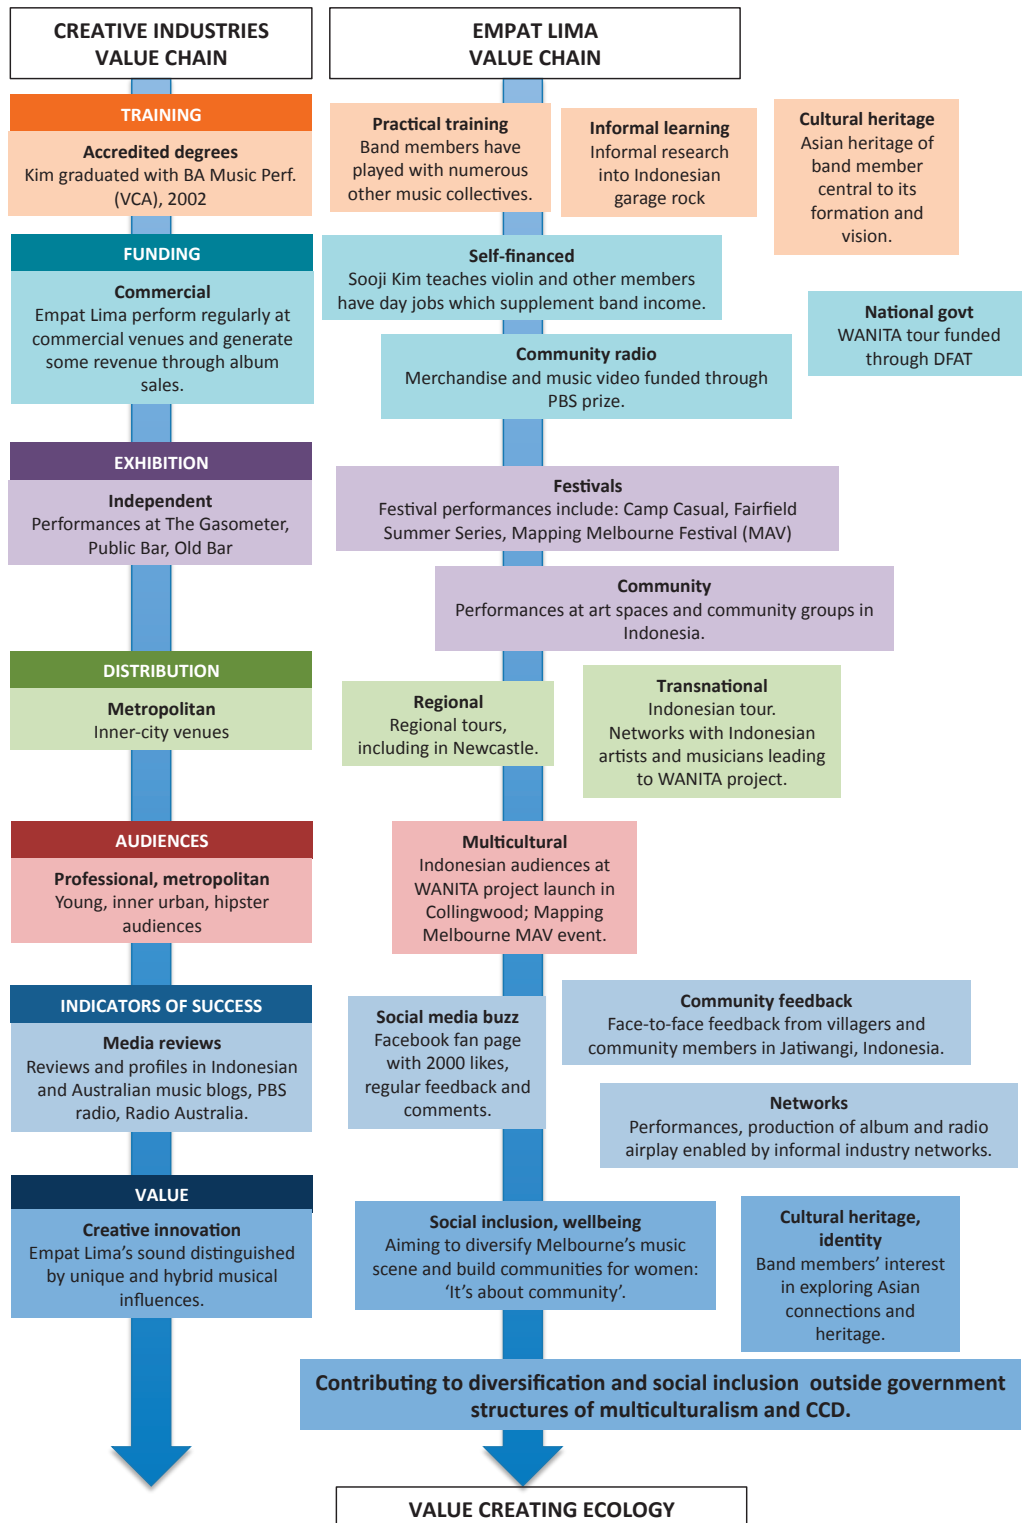 CREATIVE INDUSTRIES
VALUE CHAIN
EMPAT LIMA
VALUE CHAIN
TRAINING
Accredited degrees
Kim graduated with BA Music Perf.
(VCA), 2002
Practical training
Band members have
played with numerous
other music collectives.
Informal learning
Informal research
into Indonesian
garage rock
Cultural heritage
Asian heritage of
band member
central to its
formation and
vision.
FUNDING
Commercial
Empat Lima perform regularly at
commercial venues and generate
some revenue through album
sales.
Self-financed
Sooji Kim teaches violin and other members
have day jobs which supplement band income.
National govt
WANITA tour funded
through DFAT
Community radio
Merchandise and music video funded through
PBS prize.
EXHIBITION
Independent
Performances at The Gasometer,
Public Bar, Old Bar
Festivals
Festival performances include: Camp Casual, Fairfield
Summer Series, Mapping Melbourne Festival (MAV)
Community
Performances at art spaces and community groups in
Indonesia.
DISTRIBUTION
Metropolitan
Inner-city venues
Regional
Regional tours,
including in Newcastle.
Transnational
Indonesian tour.
Networks with Indonesian
artists and musicians leading
to WANITA project.
AUDIENCES
Professional, metropolitan
Young, inner urban, hipster
audiences
Multicultural
Indonesian audiences at
WANITA project launch in
Collingwood; Mapping
Melbourne MAV event.
INDICATORS OF SUCCESS
Media reviews
Reviews and profiles in Indonesian
and Australian music blogs, PBS
radio, Radio Australia.
Social media buzz
Facebook fan page
with 2000 likes,
regular feedback and
comments.
Community feedback
Face-to-face feedback from villagers and
community members in Jatiwangi, Indonesia.
Networks
Performances, production of album and radio
airplay enabled by informal industry networks.
VALUE
Creative innovation
Empat Lima's sound distinguished
by unique and hybrid musical
influences.
Social inclusion, wellbeing
Aiming to diversify Melbourne's music
scene and build communities for women:
'It's about community'.
Cultural heritage,
identity
Band members' interest
in exploring Asian
connections and
heritage.
Contributing to diversification and social inclusion outside government
structures of multiculturalism and CCD.
VALUE CREATING ECOLOGY